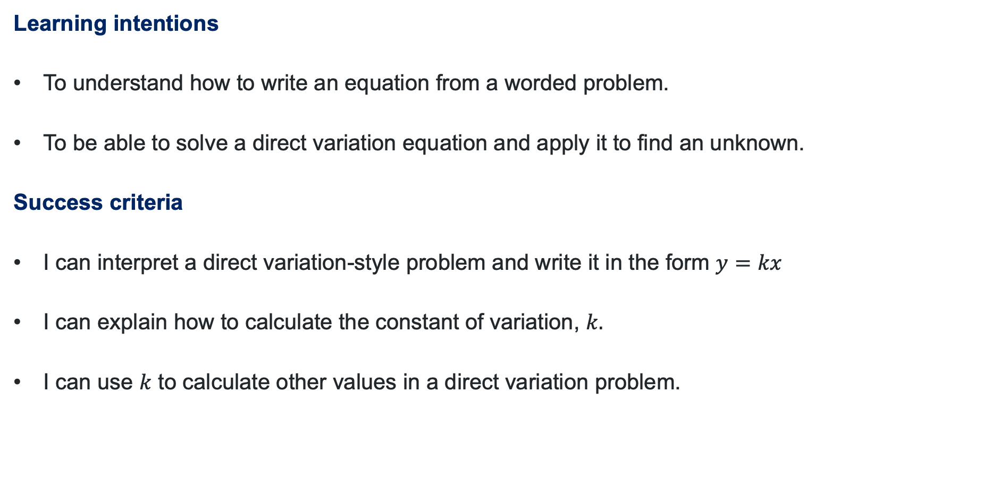 Learning intentions
• To understand how to write an equation from a worded problem.
• To be able to solve a direct variation equation and apply it to find an unknown.
Success criteria
• I can interpret a direct variation-style problem and write it in the form y = kx
• I can explain how to calculate the constant of variation, k.
• I can use k to calculate other values in a direct variation problem.